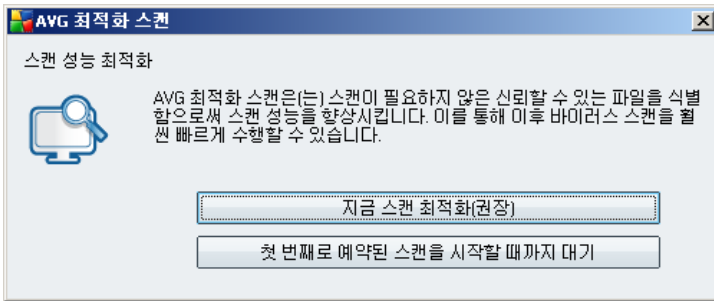 AVG 최적화 스캔
스캔 성능 최적화
AVG 최적화 스캔은(는) 스캔이 필요하지 않은 신뢰할 수 있는 파일을 식별
함으로써 스캔 성능을 향상시킵니다. 이를 통해 이후 바이러스 스캔을 훨
씬 빠르게 수행할 수 있습니다.
지금 스캔 최적화(권장)
첫 번째로 예약된 스캔을 시작할 때까지 대기